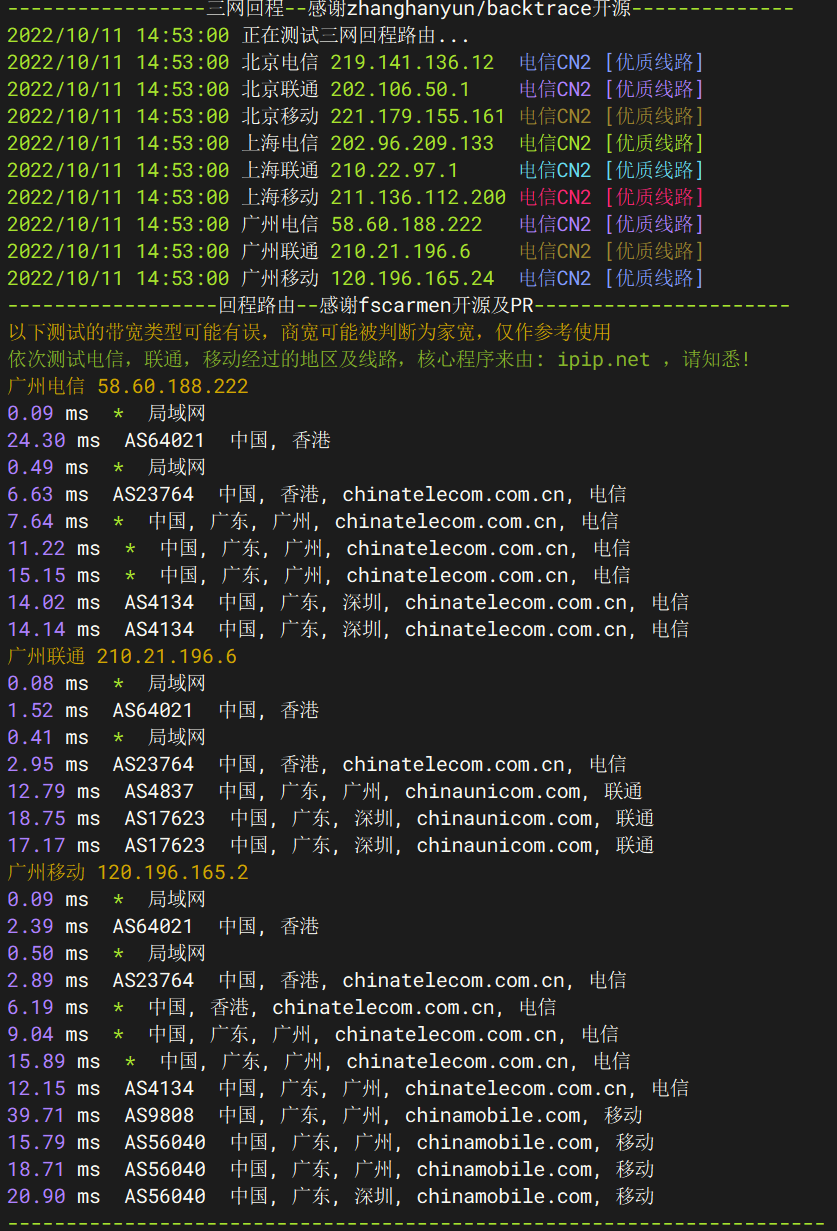 -----------------三网回程--感谢zhanghanyun/backtrace开源--------------
2022/10/11 14:53:00 正在测试三网回程路由...
2022/10/11 14:53:00 北京电信 219.141.136.12 电信CN2 [优质线路]
2022/10/11 14:53:00 北京联通 202.106.50.1 电信CN2 [优质线路]
2022/10/11 14:53:00 北京移动 221.179.155.161 电信CN2 [优质线路]
2022/10/11 14:53:00 上海电信 202.96.209.133 电信CN2 [优质线路]
2022/10/11 14:53:00 上海联通 210.22.97.1 电信CN2 [优质线路]
2022/10/11 14:53:00 上海移动 211.136.112.200 电信CN2 [优质线路]
2022/10/11 14:53:00 广州电信 58.60.188.222 电信CN2 [优质线路]
2022/10/11 14:53:00 广州联通 210.21.196.6 电信CN2 [优质线路]
2022/10/11 14:53:00 广州移动 120.196.165.24 电信CN2 [优质线路]
------------------回程路由--感谢fscarmen开源及PR----------------------
以下测试的带宽类型可能有误，商宽可能被判断为家宽，仅作参考使用
依次测试电信，联通，移动经过的地区及线路，核心程序来由: ipip.net ，请知悉!
广州电信 58.60.188.222
0.09 ms * 局域网
24.30 ms AS64021 中国, 香港
0.49 ms * 局域网
6.63 ms AS23764 中国, 香港, chinatelecom.com.cn, 电信
7.64 ms * 中国, 广东, 广州, chinatelecom.com.cn, 电信
11.22 ms * 中国, 广东, 广州, chinatelecom.com.cn, 电信
15.15 ms * 中国, 广东, 广州, chinatelecom.com.cn, 电信
14.02 ms AS4134 中国, 广东, 深圳, chinatelecom.com.cn, 电信
14.14 ms AS4134 中国, 广东, 深圳, chinatelecom.com.cn, 电信
广州联通 210.21.196.6
0.08 ms * 局域网
1.52 ms AS64021 中国, 香港
0.41 ms * 局域网
2.95 ms AS23764 中国, 香港, chinatelecom.com.cn, 电信
12.79 ms AS4837 中国, 广东, 广州, chinaunicom.com, 联通
18.75 ms AS17623 中国, 广东, 深圳, chinaunicom.com, 联通
17.17 ms AS17623 中国, 广东, 深圳, chinaunicom.com, 联通
广州移动 120.196.165.2
0.09 ms * 局域网
2.39 ms AS64021 中国, 香港
0.50 ms * 局域网
2.89 ms AS23764 中国, 香港, chinatelecom.com.cn, 电信
6.19 ms * 中国, 香港, chinatelecom.com.cn, 电信
9.04 ms * 中国, 广东, 广州, chinatelecom.com.cn, 电信
15.89 ms * 中国, 广东, 广州, chinatelecom.com.cn, 电信
12.15 ms AS4134 中国, 广东, 广州, chinatelecom.com.cn, 电信
39.71 ms AS9808 中国, 广东, 广州, chinamobile.com, 移动
15.79 ms AS56040 中国, 广东, 广州, chinamobile.com, 移动
18.71 ms AS56040 中国, 广东, 广州, chinamobile.com, 移动
20.90 ms AS56040 中国, 广东, 深圳, chinamobile.com, 移动
----------------------------------------------------------------------